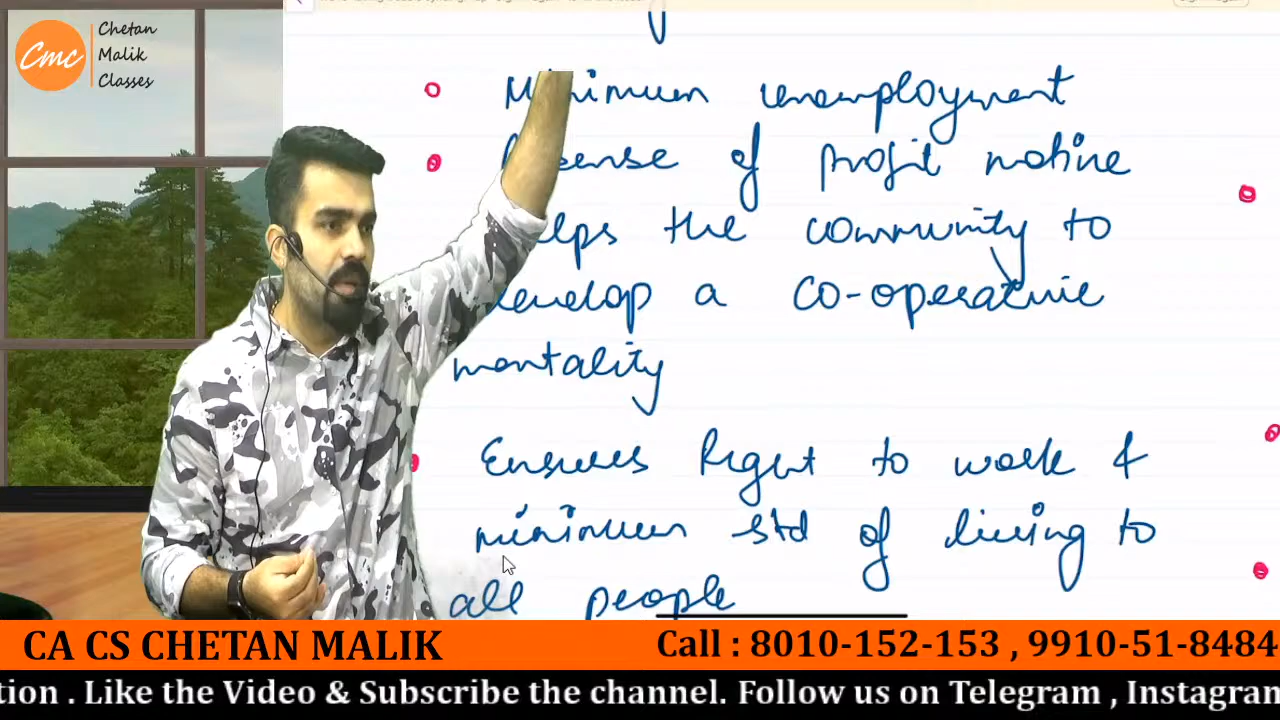 Cmc
Chetan
Malik
Classes
unemployment
of profit motive
the community to
a co-operative
mentality
Ensures Right to work &
minimum std of living to
all people
CA CS CHETAN MALIK
Call : 8010-152-153 , 9910-51-8484
tion . Like the Video & Subscribe the channel. Follow us on Telegram , Instagran